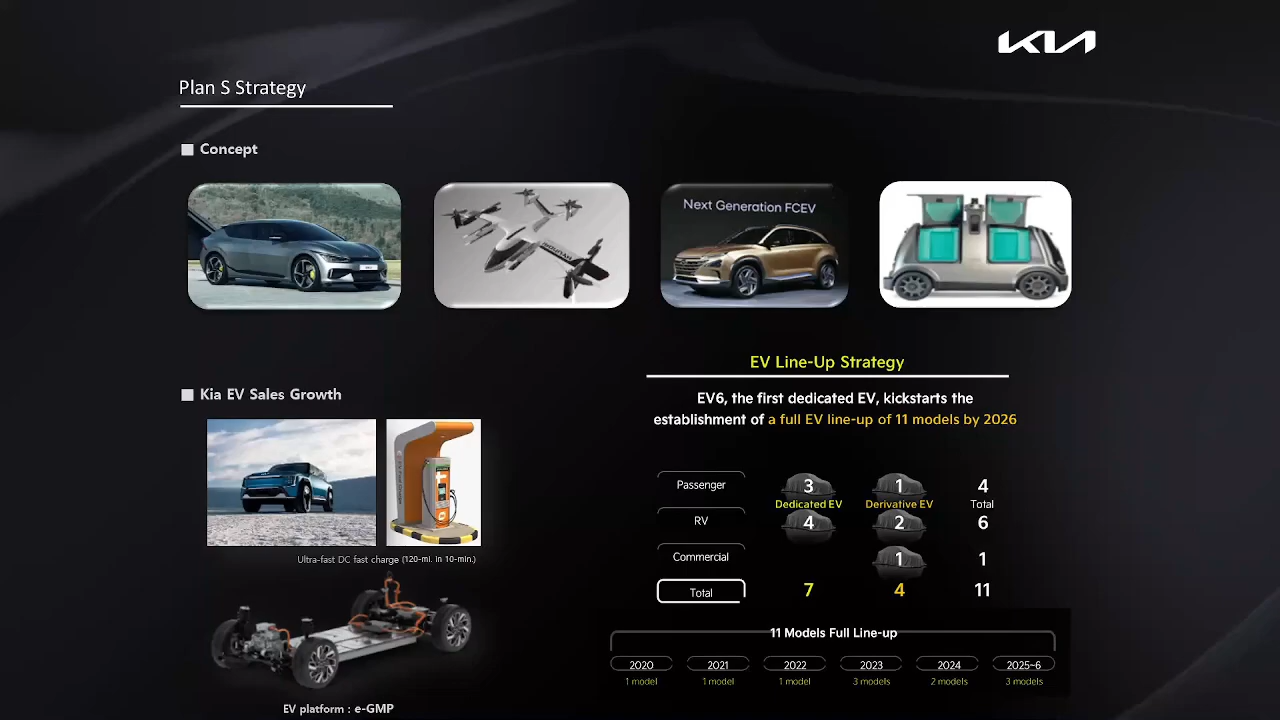 KIA
Plan S Strategy
Concept
Next Generation FCEV
HYUNDAI
Kia EV Sales Growth
Ultra-fast DC fast charge (120-mi. in 10-min.)
EV platform : e-GMP
EV Line-Up Strategy
EV6, the first dedicated EV, kickstarts the
establishment of a full EV line-up of 11 models by 2026
Passenger 3 1 4
Dedicated EV Derivative EV Total
RV 4 2 6
Commercial 1 1
Total 7 4 11
11 Models Full Line-up
2020 2021 2022 2023 2024 2025~6
1 model 1 model 1 model 3 models 2 models 3 models